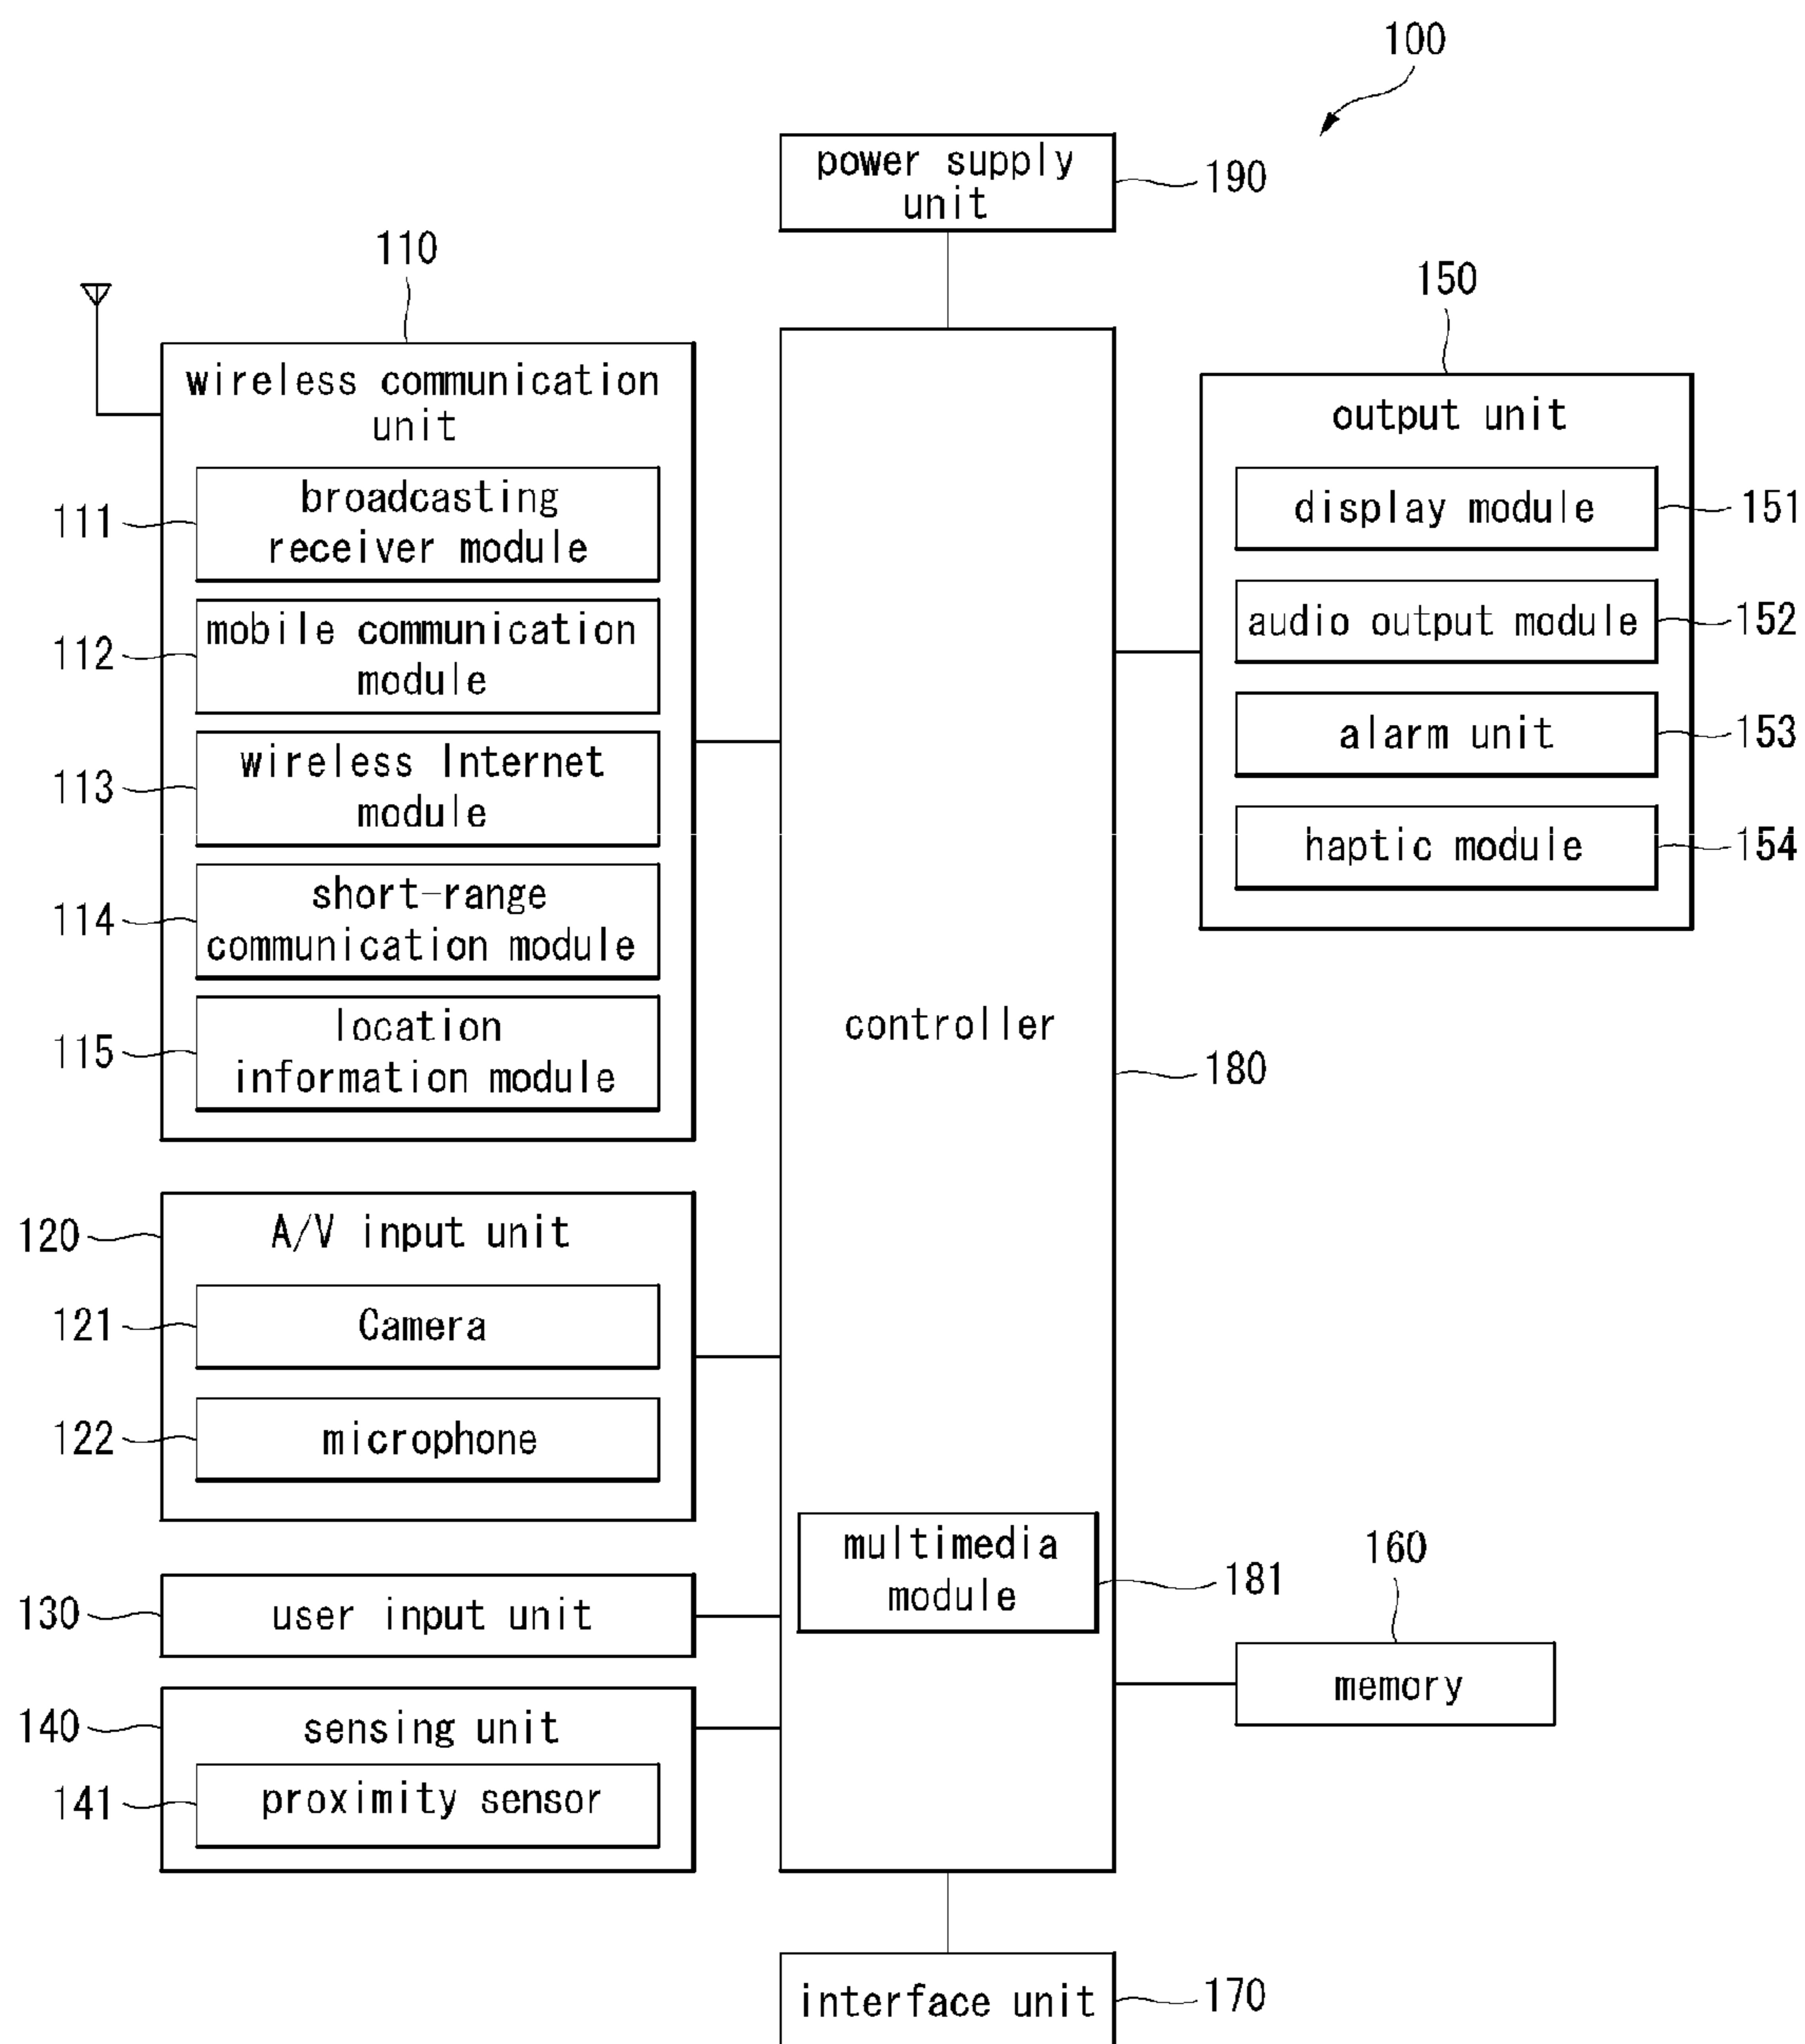 100
power supply
unit
190
110
wireless communication
unit
111
broadcasting
receiver module
112
mobile communication
module
113
wireless Internet
module
114
short-range
communication module
115
location
information module
120
A/V input unit
121
Camera
122
microphone
130
user input unit
140
sensing unit
141
proximity sensor
controller
180
multimedia
module
181
150
output unit
display module
151
audio output module
152
alarm unit
153
haptic module
154
160
memory
interface unit
170